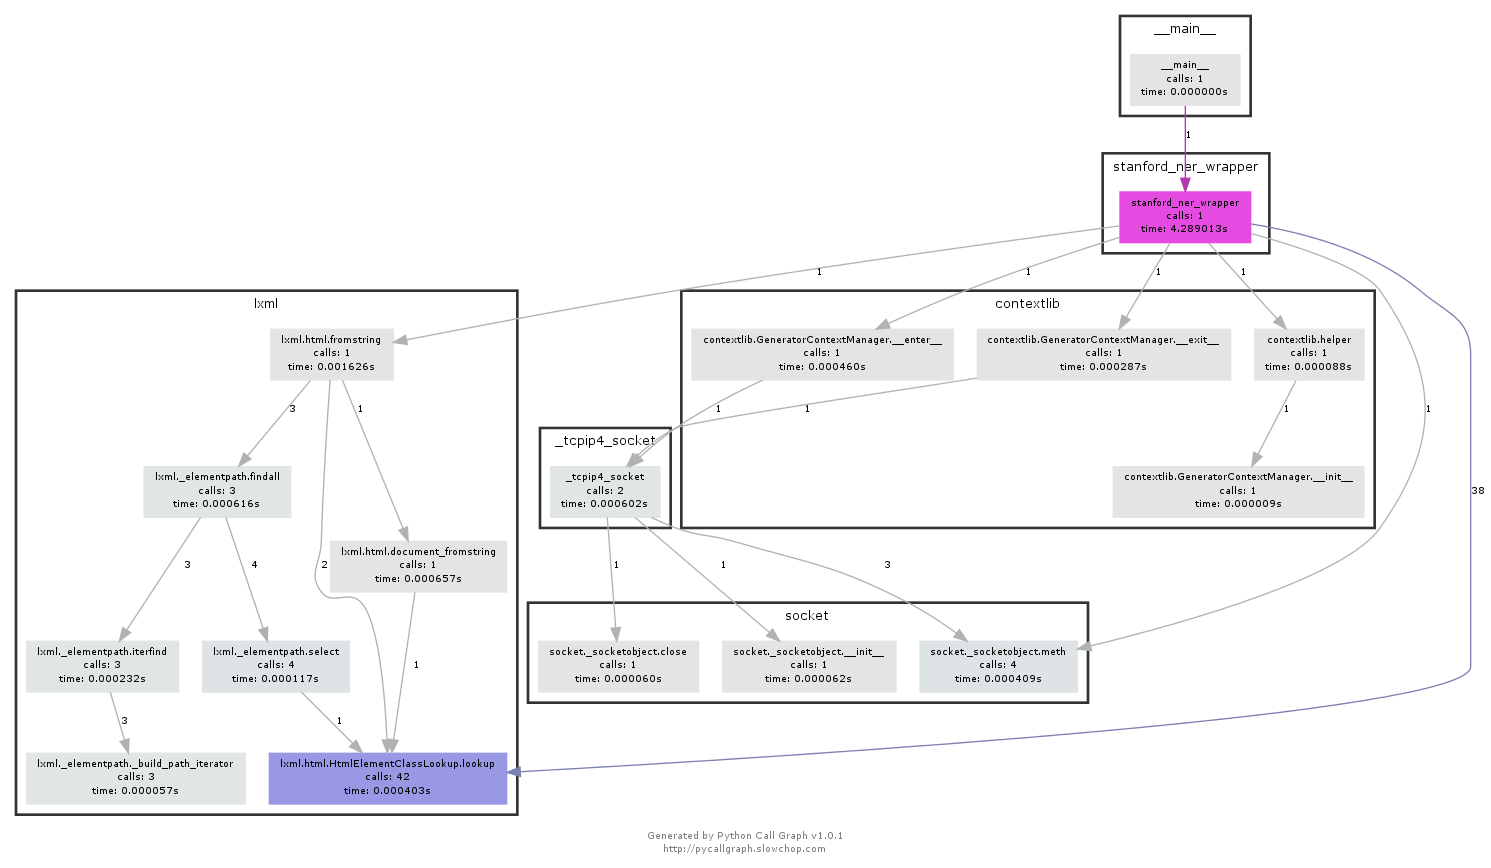 __main__
__main__
calls: 1
time: 0.000000s
1
stanford_ner_wrapper
stanford_ner_wrapper
calls: 1
time: 4.289013s
1
1
1
1
lxml
contextlib
lxml.html.fromstring
calls: 1
time: 0.001626s
contextlib.GeneratorContextManager.__enter__
calls: 1
time: 0.000460s
contextlib.GeneratorContextManager.__exit__
calls: 1
time: 0.000287s
contextlib.helper
calls: 1
time: 0.000088s
3
1
1
1
1
1
_tcpip4_socket
lxml._elementpath.findall
calls: 3
time: 0.000616s
_tcpip4_socket
calls: 2
time: 0.000602s
contextlib.GeneratorContextManager.__init__
calls: 1
time: 0.000009s
38
lxml.html.document_fromstring
calls: 1
time: 0.000657s
3
4
2
1
1
3
socket
lxml._elementpath.iterfind
calls: 3
time: 0.000232s
lxml._elementpath.select
calls: 4
time: 0.000117s
1
socket._socketobject.close
calls: 1
time: 0.000060s
socket._socketobject.__init__
calls: 1
time: 0.000062s
socket._socketobject.meth
calls: 4
time: 0.000409s
3
1
lxml._elementpath._build_path_iterator
calls: 3
time: 0.000057s
lxml.html.HtmlElementClassLookup.lookup
calls: 42
time: 0.000403s
Generated by Python Call Graph v1.0.1
http://pycallgraph.slowchop.com